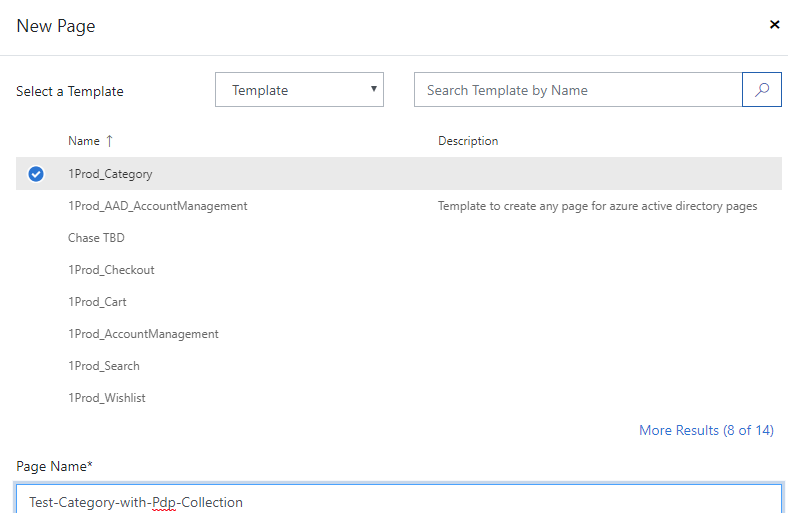 New Page
Select a Template
Template
Search Template by Name
Name ↑ Description
1Prod_Category
1Prod_AAD_AccountManagement Template to create any page for azure active directory pages
Chase TBD
1Prod_Checkout
1Prod_Cart
1Prod_AccountManagement
1Prod_Search
1Prod_Wishlist
More Results (8 of 14)
Page Name*
Test-Category-with-Pdp-Collection